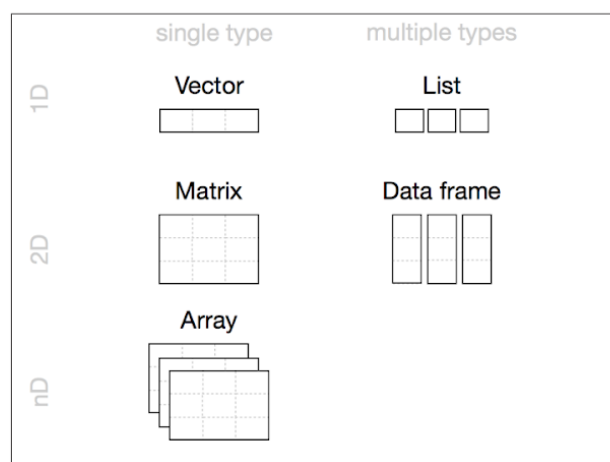 single type
multiple types
1D
Vector
List
2D
Matrix
Data frame
nD
Array